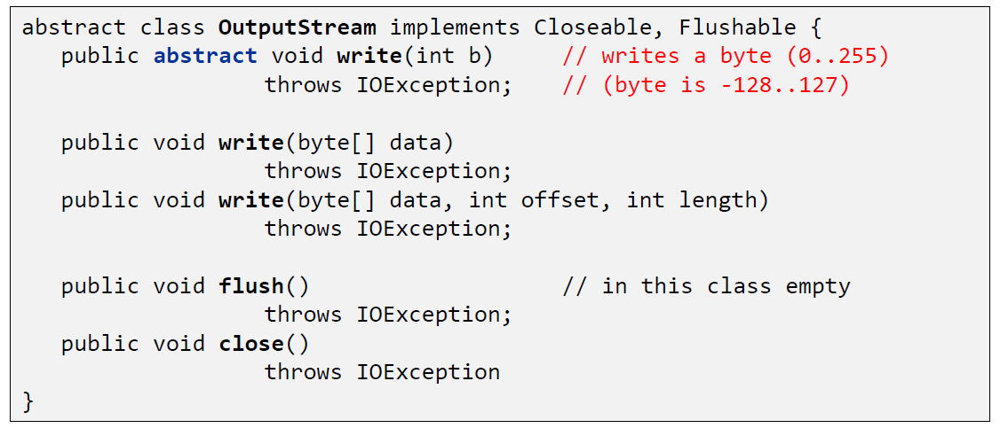 abstract class OutputStream implements Closeable, Flushable {
   public abstract void write(int b)     // writes a byte (0..255)
                  throws IOException;    // (byte is -128..127)

   public void write(byte[] data)
                  throws IOException;
   public void write(byte[] data, int offset, int length)
                  throws IOException;

   public void flush()                   // in this class empty
                  throws IOException;
   public void close()
                  throws IOException
}